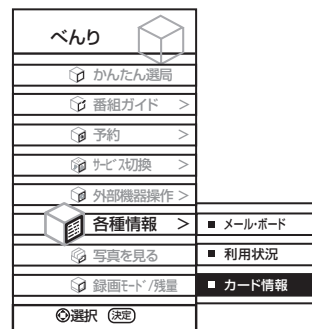 べんり
かんたん選局
番組ガイド >
予約 >
ｻｰﾋﾞｽ切換 >
外部機器操作 >
各種情報 >
メール・ボード
利用状況
カード情報
写真を見る
録画ﾓｰﾄﾞ/残量
選択 決定